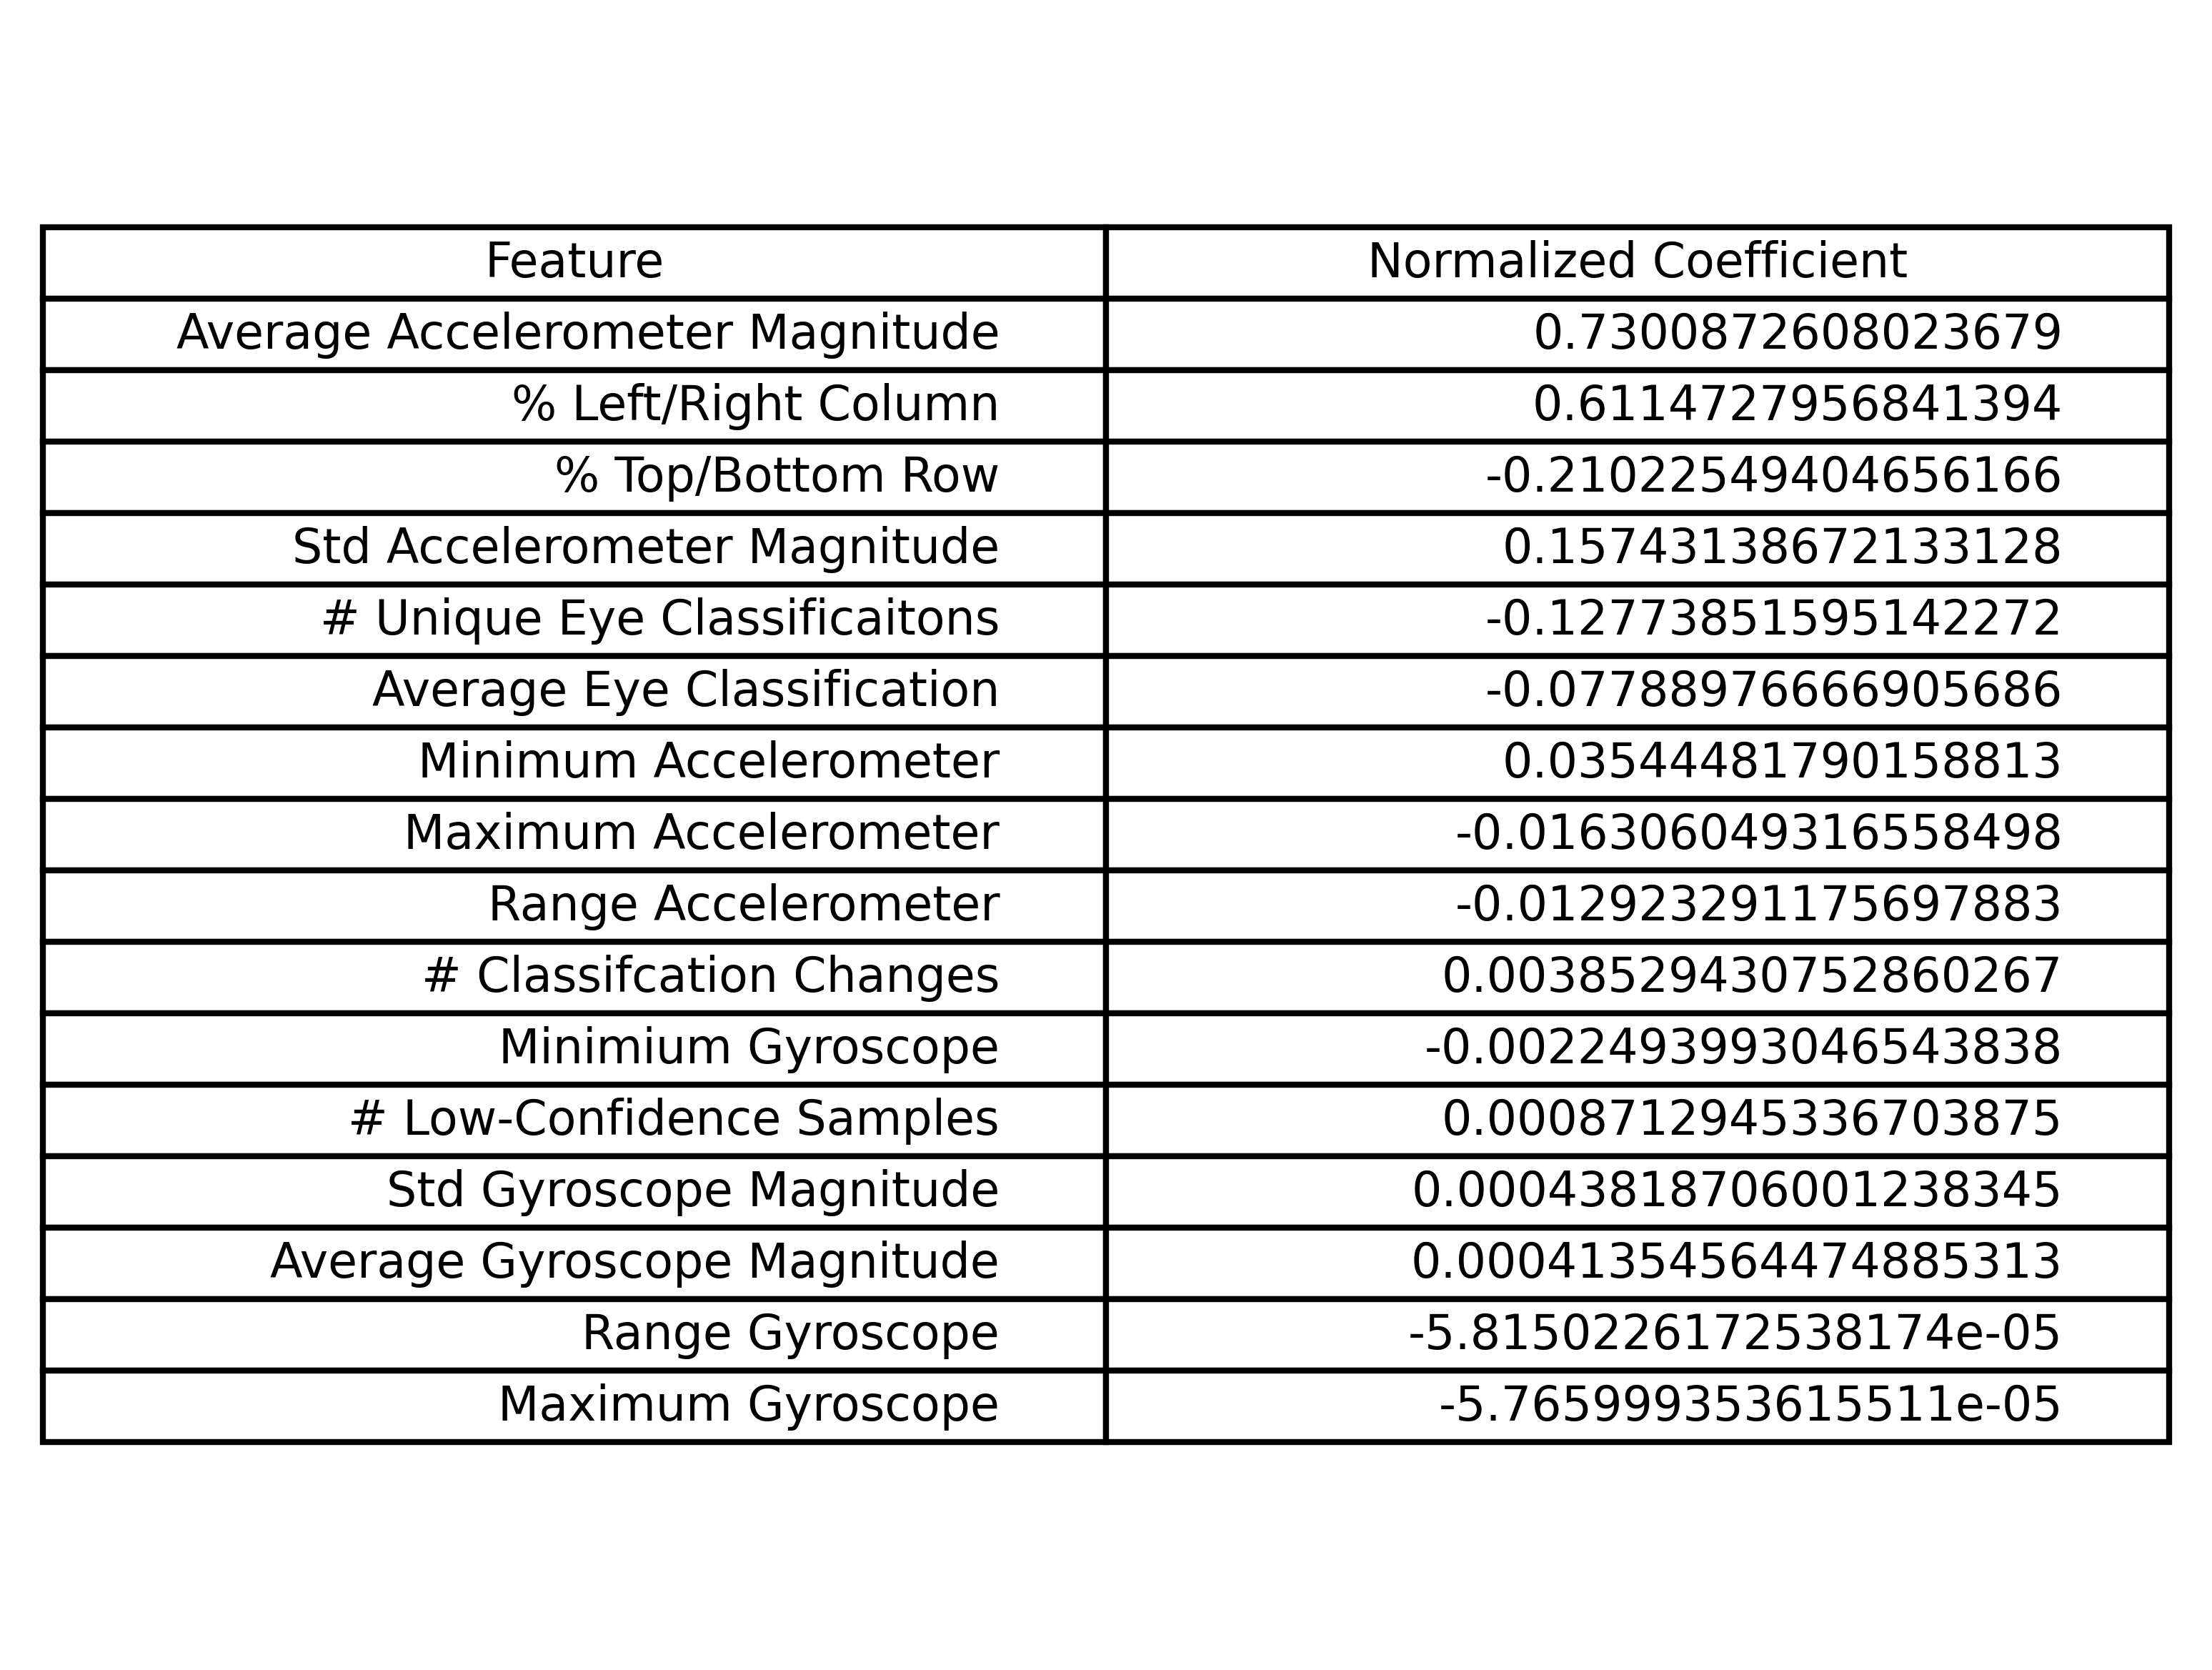 Feature Normalized Coefficient
Average Accelerometer Magnitude 0.7300872608023679
% Left/Right Column 0.6114727956841394
% Top/Bottom Row -0.21022549404656166
Std Accelerometer Magnitude 0.15743138672133128
# Unique Eye Classificaitons -0.12773851595142272
Average Eye Classification -0.07788976666905686
Minimum Accelerometer 0.03544481790158813
Maximum Accelerometer -0.016306049316558498
Range Accelerometer -0.012923291175697883
# Classifcation Changes 0.0038529430752860267
Minimium Gyroscope -0.0022493993046543838
# Low-Confidence Samples 0.0008712945336703875
Std Gyroscope Magnitude 0.00043818706001238345
Average Gyroscope Magnitude 0.00041354564474885313
Range Gyroscope -5.8150226172538174e-05
Maximum Gyroscope -5.765999353615511e-05